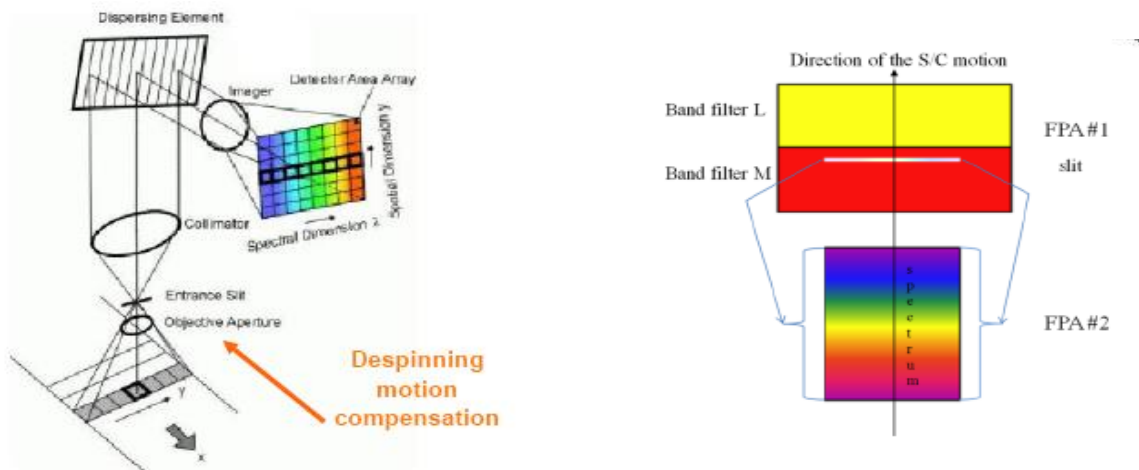 Dispersing Element
Detector Area Array
Imager
Spatial Dimension y
Spectral Dimension λ
Collimator
Entrance Slit
Objective Aperture
y
x
Despinning
motion
compensation
Direction of the S/C motion
Band filter L
FPA#1
slit
Band filter M
spectrum
FPA#2